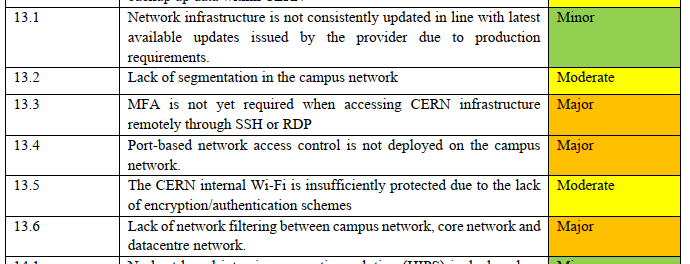 13.1 Network infrastructure is not consistently updated in line with latest Minor
available updates issued by the provider due to production
requirements.
13.2 Lack of segmentation in the campus network Moderate
13.3 MFA is not yet required when accessing CERN infrastructure Major
remotely through SSH or RDP
13.4 Port-based network access control is not deployed on the campus Major
network.
13.5 The CERN internal Wi-Fi is insufficiently protected due to the lack Moderate
of encryption/authentication schemes
13.6 Lack of network filtering between campus network, core network and Major
datacentre network.